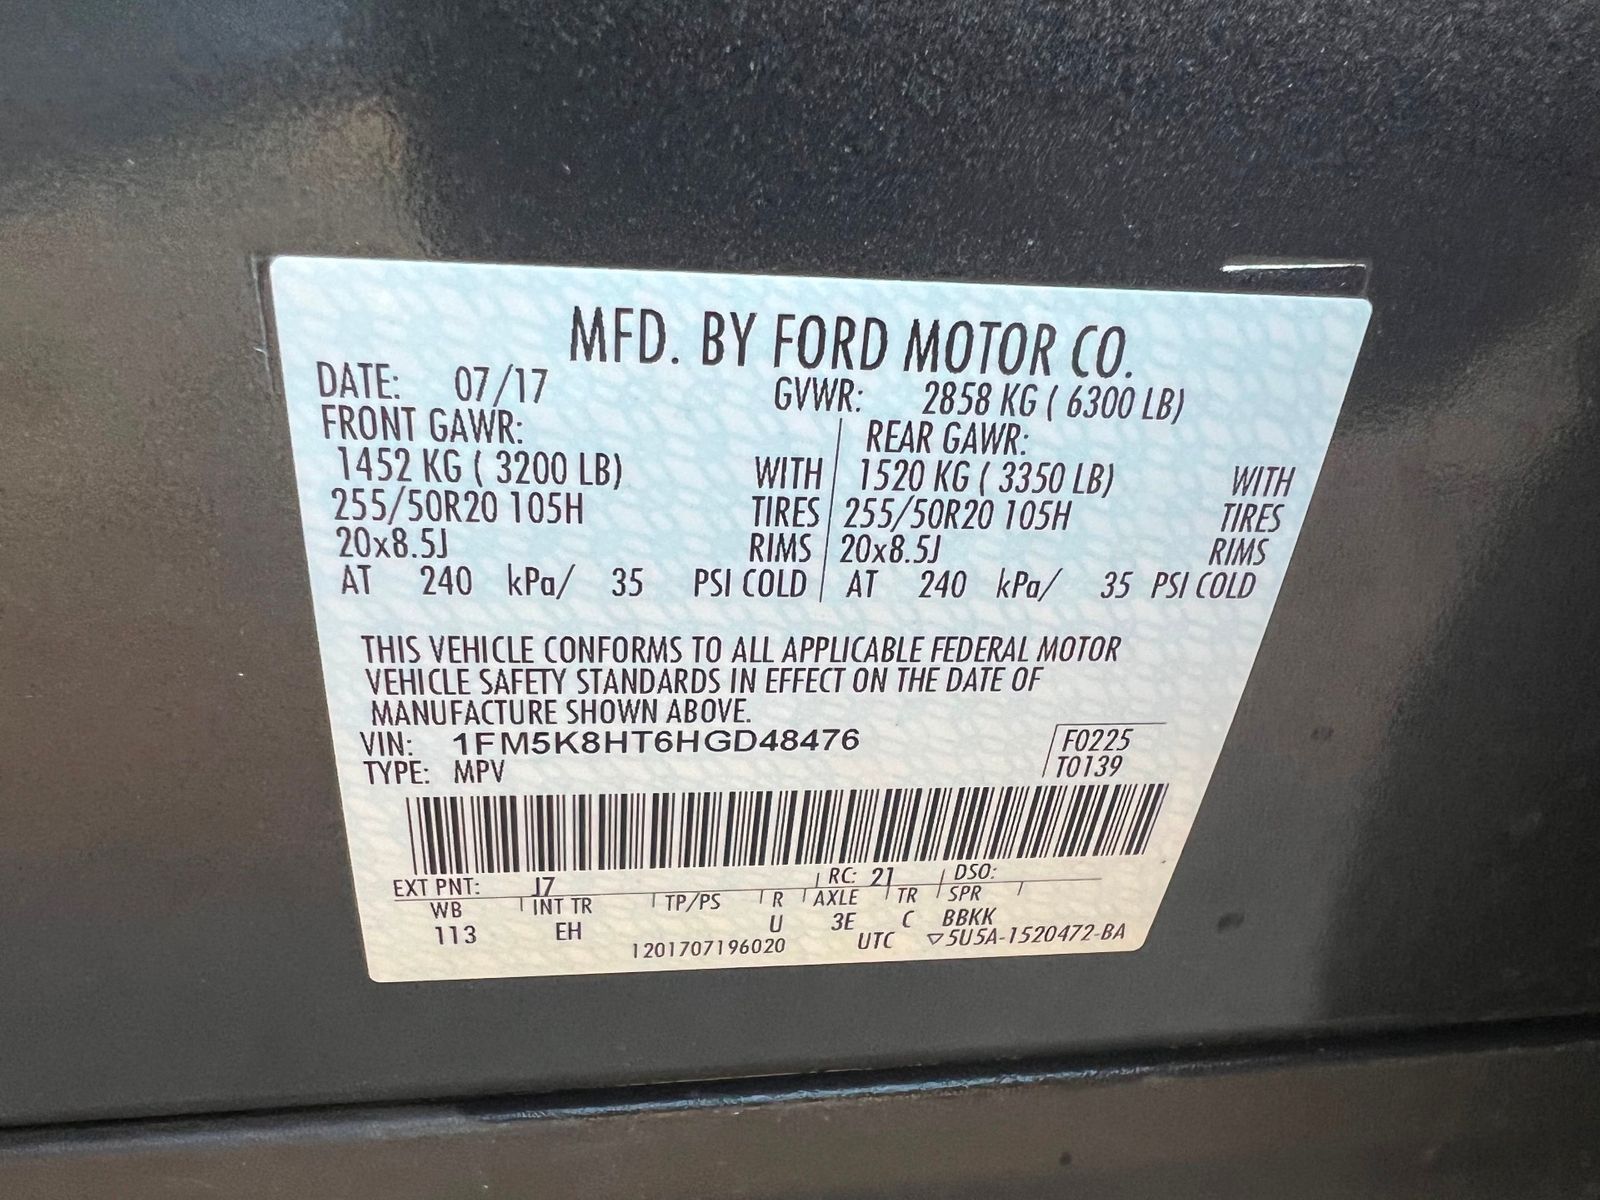 MFD. BY FORD MOTOR CO.
DATE: 07/17 GVWR: 2858 KG ( 6300 LB)
FRONT GAWR: REAR GAWR:
1452 KG ( 3200 LB) WITH 1520 KG ( 3350 LB) WITH
255/50R20 105H TIRES 255/50R20 105H TIRES
20x8.5J RIMS 20x8.5J RIMS
AT 240 kPa/ 35 PSI COLD AT 240 kPa/ 35 PSI COLD
THIS VEHICLE CONFORMS TO ALL APPLICABLE FEDERAL MOTOR
VEHICLE SAFETY STANDARDS IN EFFECT ON THE DATE OF
MANUFACTURE SHOWN ABOVE.
VIN: 1FM5K8HT6HGD48476 F0225
TYPE: MPV T0139
EXT PNT: J7 RC: 21 DSO:
WB INT TR TP/PS R AXLE TR SPR
113 EH U 3E C BBKK
1201707196020 UTC ▽5U5A-1520472-BA